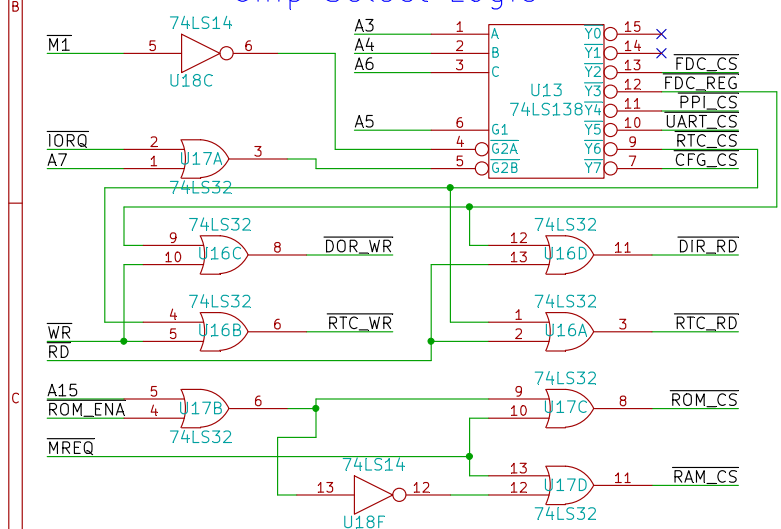 B
Chip Select Logic
74LS14
M1 5 6
U18C
A3 1 A Y0 15
A4 2 B Y1 14
A6 3 C Y2 13 FDC_CS
U13 Y3 12 FDC_REG
74LS138 Y4 11 PPI_CS
A5 6 G1 Y5 10 UART_CS
4 G2A Y6 9 RTC_CS
5 G2B Y7 7 CFG_CS
IORQ 2
A7 1 U17A 3
74LS32
74LS32
9 U16C 8 DOR_WR
10
74LS32
12 U16D 11 DIR_RD
13
74LS32
4 U16B 6 RTC_WR
WR 5
RD
74LS32
1 U16A 3 RTC_RD
2
C
A15 5 U17B 6
ROM_ENA 4
74LS32
74LS32
9 U17C 8 ROM_CS
10
MREQ
74LS14
13 12
U18F
13 U17D 11 RAM_CS
12
74LS32